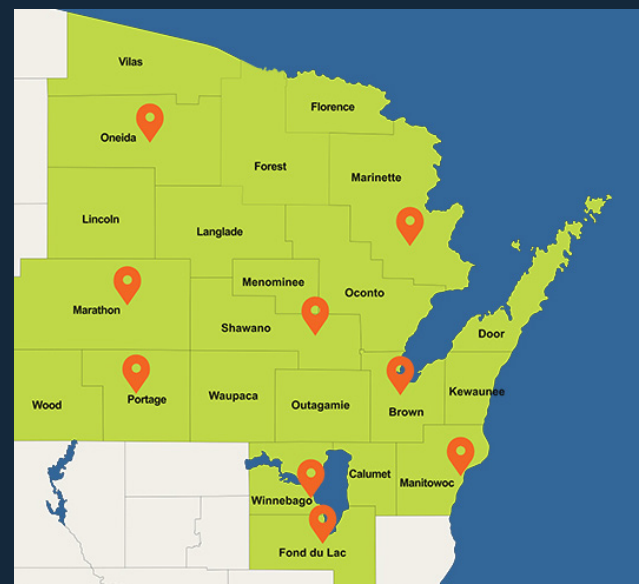 Vilas
Florence
Oneida
Forest
Marinette
Lincoln
Langlade
Menominee
Oconto
Marathon
Shawano
Door
Kewaunee
Waupaca
Portage
Wood
Outagamie
Brown
Calumet
Manitowoc
Winnebago
Fond du Lac